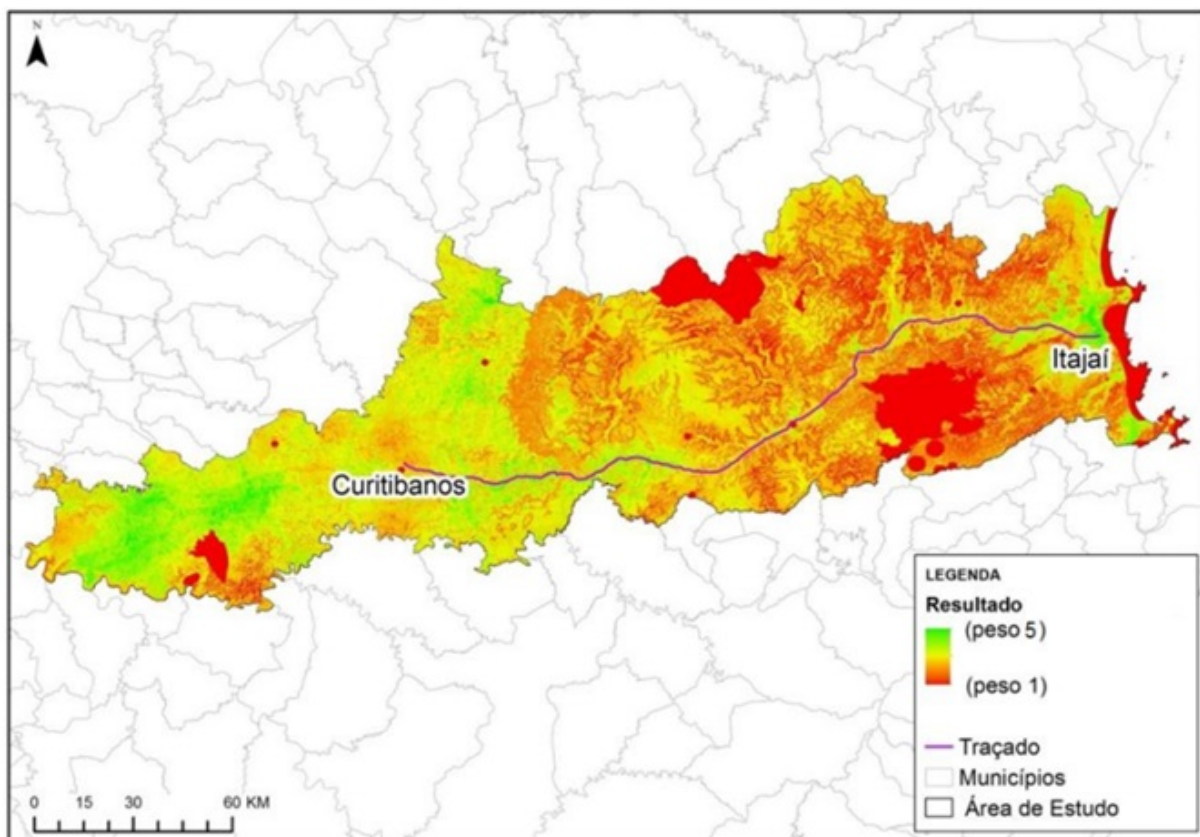 N
Itajaí
Curitibanos
LEGENDA
Resultado
(peso 5)
(peso 1)
Traçado
Municípios
Área de Estudo
0 15 30 60 KM